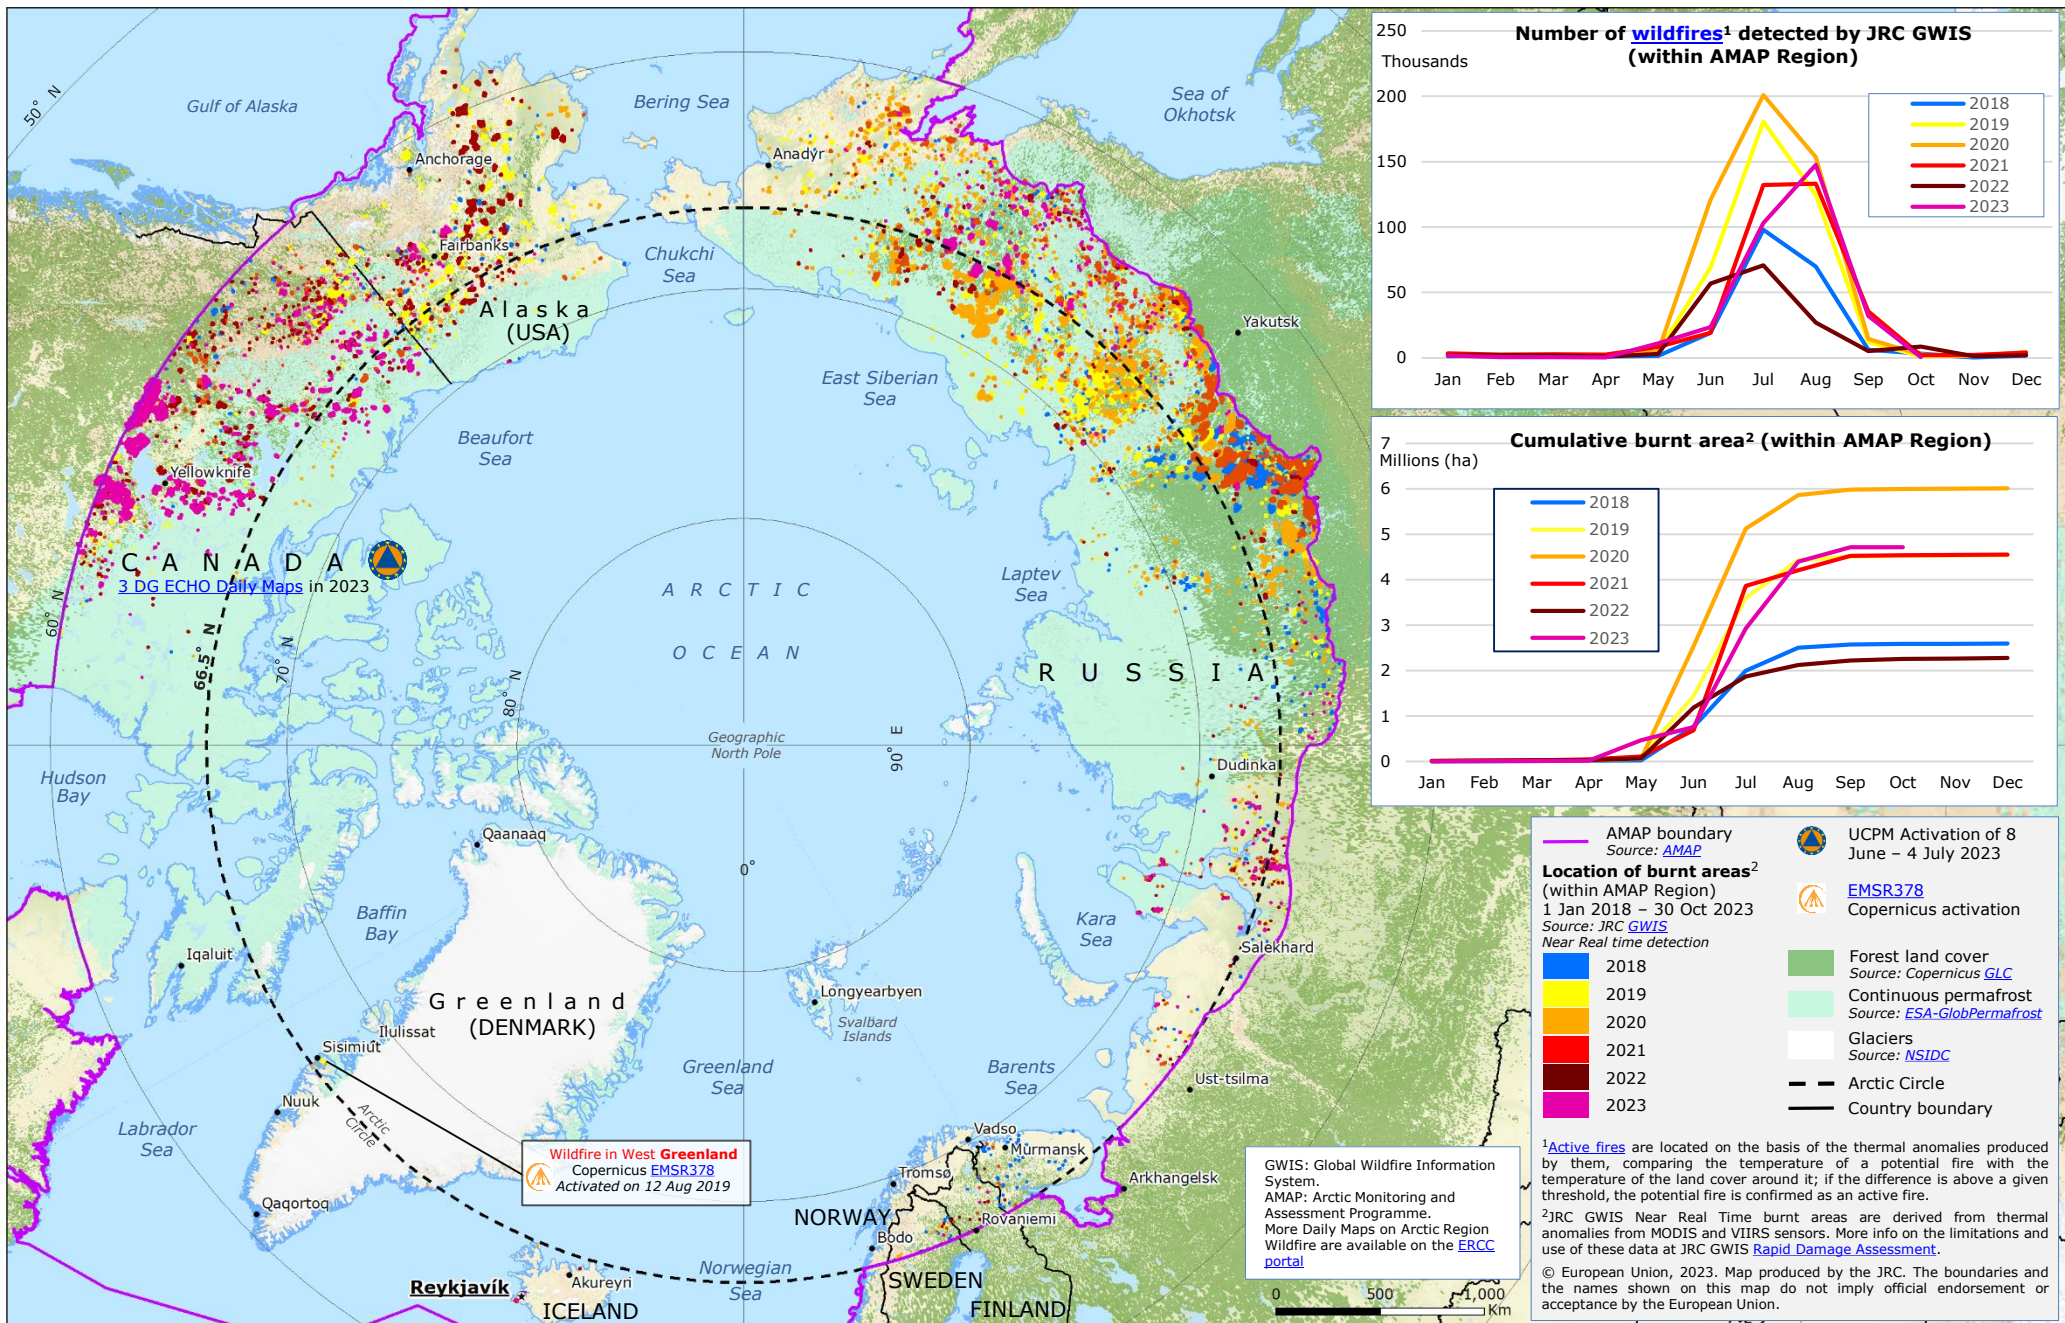 50° N
Gulf of Alaska
Bering Sea
Sea of
Okhotsk
Anchorage
Anadyr
Fairbanks
Chukchi
Sea
Alaska
(USA)
Yakutsk
East Siberian
Sea
Beaufort
Sea
Yellowknife
CANADA
3 DG ECHO Daily Maps in 2023
60° N
66.5° N
70° N
80° N
ARCTIC
OCEAN
Laptev
Sea
RUSSIA
Geographic
North Pole
90° E
0°
Hudson
Bay
Dudinka
Qaanaaq
Baffin
Bay
Iqaluit
Kara
Sea
Salekhard
Greenland
(DENMARK)
Longyearbyen
Svalbard
Islands
Ilulissat
Sisimiut
Nuuk
Arctic
Circle
Greenland
Sea
Barents
Sea
Ust-tsilma
Labrador
Sea
Wildfire in West Greenland
Copernicus EMSR378
Activated on 12 Aug 2019
Qaqortoq
Vadso
Murmansk
Tromsø
Arkhangelsk
NORWAY
Rovaniemi
Bodo
Norwegian
Sea
SWEDEN
FINLAND
Reykjavík
Akureyri
ICELAND
Number of wildfires¹ detected by JRC GWIS
(within AMAP Region)
Thousands
250
200
150
100
50
0
2018
2019
2020
2021
2022
2023
Jan Feb Mar Apr May Jun Jul Aug Sep Oct Nov Dec
Cumulative burnt area² (within AMAP Region)
Millions (ha)
7
6
5
4
3
2
1
0
2018
2019
2020
2021
2022
2023
Jan Feb Mar Apr May Jun Jul Aug Sep Oct Nov Dec
AMAP boundary
Source: AMAP
Location of burnt areas²
(within AMAP Region)
1 Jan 2018 – 30 Oct 2023
Source: JRC GWIS
Near Real time detection
2018
2019
2020
2021
2022
2023
UCPM Activation of 8
June – 4 July 2023
EMSR378
Copernicus activation
Forest land cover
Source: Copernicus GLC
Continuous permafrost
Source: ESA-GlobPermafrost
Glaciers
Source: NSIDC
Arctic Circle
Country boundary
¹Active fires are located on the basis of the thermal anomalies produced
by them, comparing the temperature of a potential fire with the
temperature of the land cover around it; if the difference is above a given
threshold, the potential fire is confirmed as an active fire.
²JRC GWIS Near Real Time burnt areas are derived from thermal
anomalies from MODIS and VIIRS sensors. More info on the limitations and
use of these data at JRC GWIS Rapid Damage Assessment.
© European Union, 2023. Map produced by the JRC. The boundaries and
the names shown on this map do not imply official endorsement or
acceptance by the European Union.
GWIS: Global Wildfire Information
System.
AMAP: Arctic Monitoring and
Assessment Programme.
More Daily Maps on Arctic Region
Wildfire are available on the ERCC
portal
0 500 1,000
Km